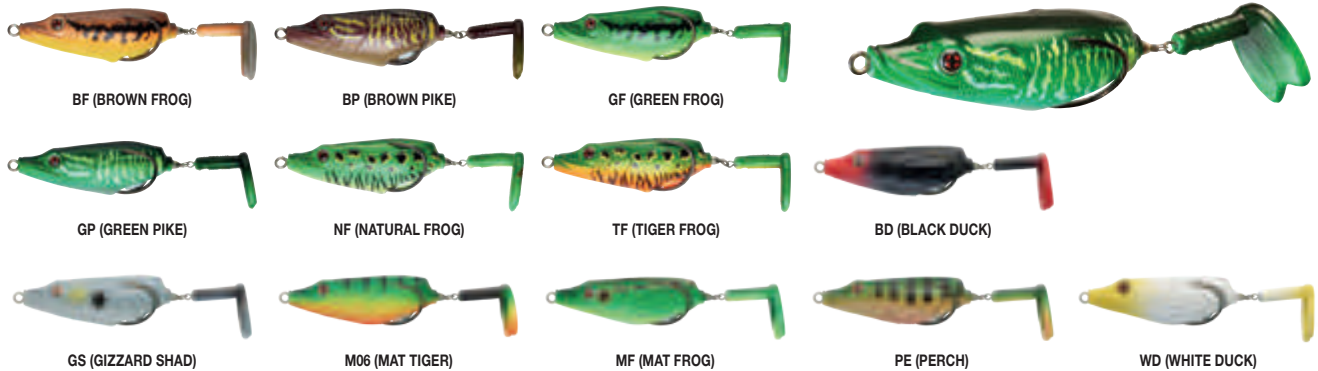 BF (BROWN FROG)
BP (BROWN PIKE)
GF (GREEN FROG)
GP (GREEN PIKE)
NF (NATURAL FROG)
TF (TIGER FROG)
BD (BLACK DUCK)
GS (GIZZARD SHAD)
M06 (MAT TIGER)
MF (MAT FROG)
PE (PERCH)
WD (WHITE DUCK)